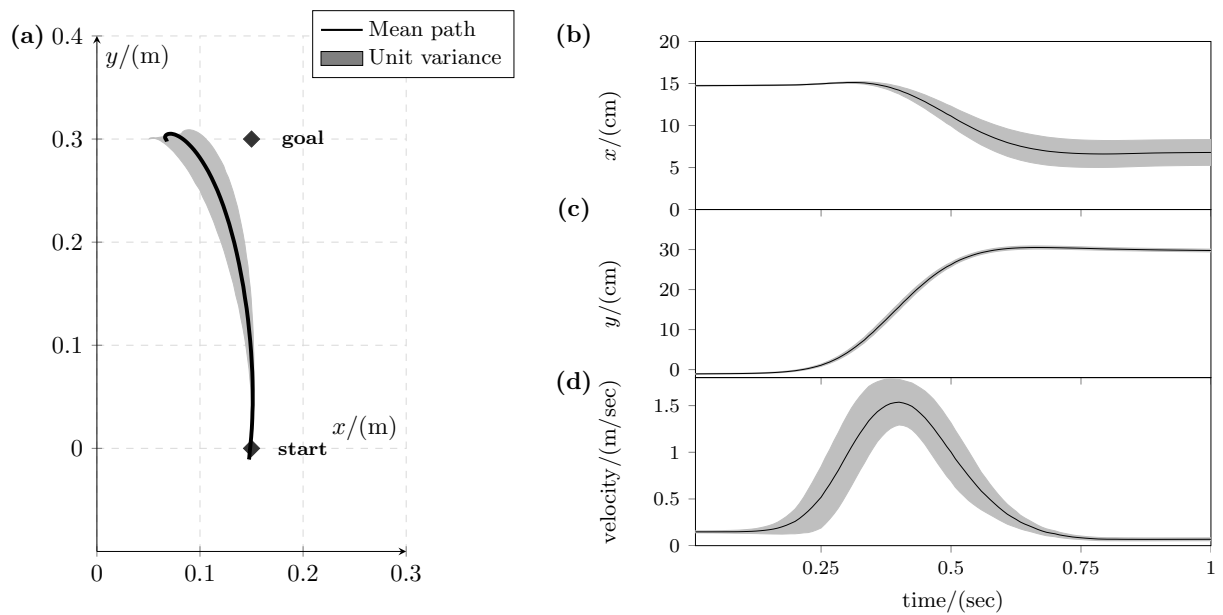 (a)
0.4
y/(m)
Mean path
Unit variance
0.3
goal
0.2
0.1
x/(m)
0
start
0
0.1
0.2
0.3
(b)
20
15
10
5
0
x/(cm)
(c)
30
20
10
0
y/(cm)
(d)
1.5
1
0.5
0
velocity/(m/sec)
0.25
0.5
0.75
1
time/(sec)